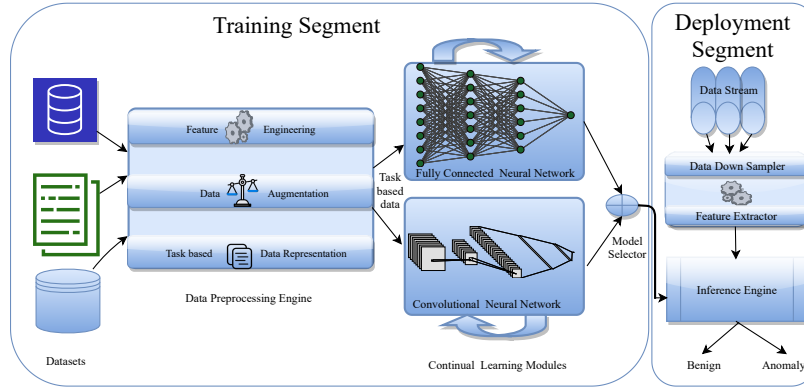 Training Segment
Deployment
Segment
Feature Engineering
Data Augmentation
Task based Data Representation
Data Preprocessing Engine
Datasets
Task
based
data
Fully Connected Neural Network
Convolutional Neural Network
Continual Learning Modules
Model
Selector
Data Stream
Data Down Sampler
Feature Extractor
Inference Engine
Benign Anomaly